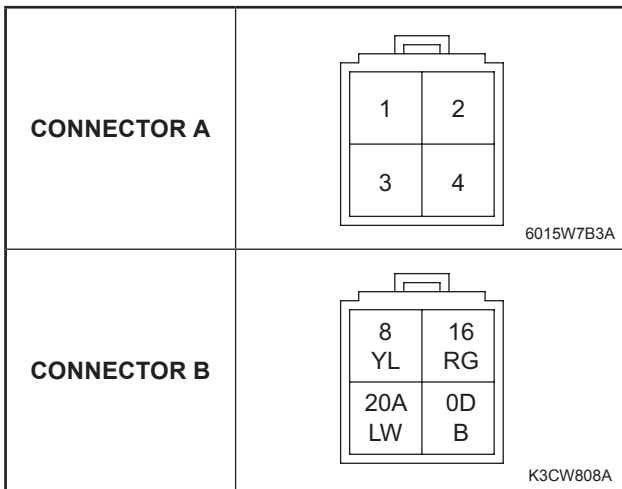 CONNECTOR A
1 2
3 4
6015W7B3A
CONNECTOR B
8 16
YL RG
20A 0D
LW B
K3CW808A